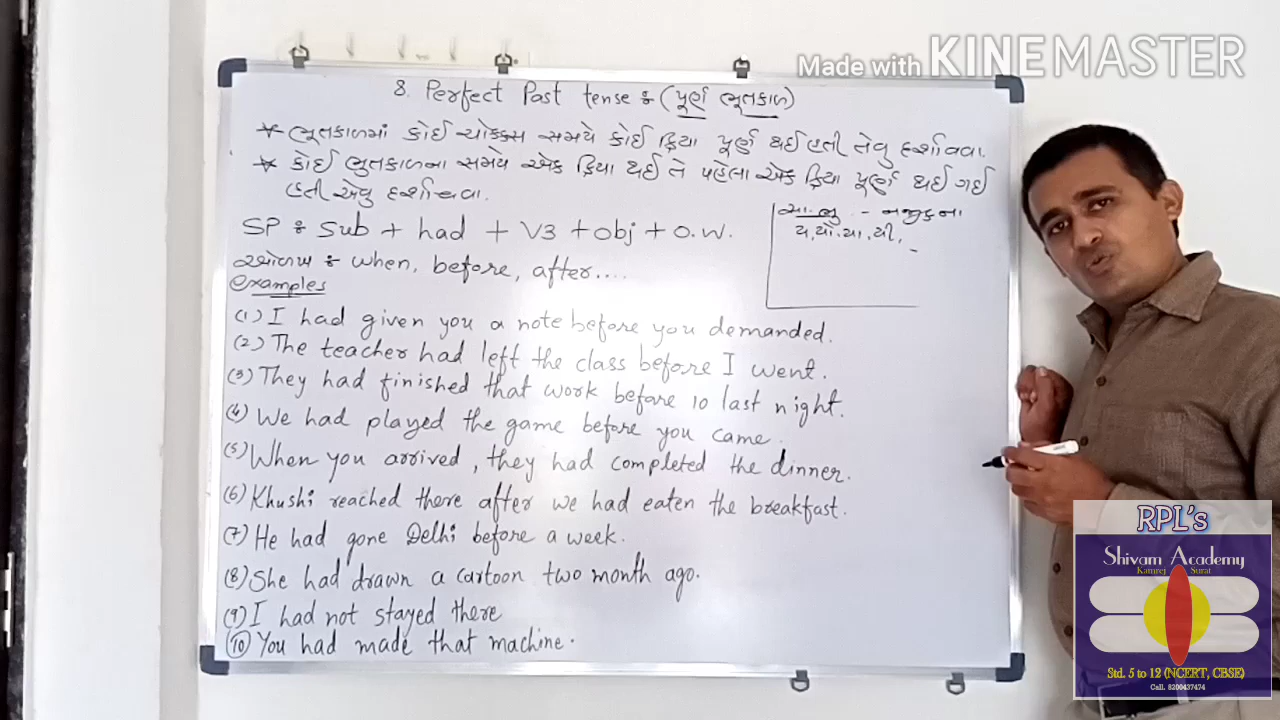 Made with KINEMASTER
8. Perfect Past tense : (પૂર્ણ ભૂતકાળ)
* ભૂતકાળમાં કોઈ ચોક્કસ સમયે કોઈ ક્રિયા પૂર્ણ થઈ હતી તેવુ દર્શાવવા.
* કોઈ ભુતકાળના સમયે એક ક્રિયા થઈ તે પહેલા એક ક્રિયા પૂર્ણ થઈ ગઈ
હતી એવુ દર્શાવવા.
સા.ભુ. - નજીકના
ય, યો, યા, યી,
SP : Sub + had + V3 + Obj + O.W.
ઓળખ : when, before, after....
Examples
(1) I had given you a note before you demanded.
(2) The teacher had left the class before I went.
(3) They had finished that work before 10 last night.
(4) We had played the game before you came.
(5) When you arrived, they had completed the dinner.
(6) Khushi reached there after we had eaten the breakfast.
(7) He had gone Delhi before a week.
(8) She had drawn a cartoon two month ago.
(9) I had not stayed there
(10) You had made that machine.
RPL's
Shivam Academy
Kamrej Surat
Std. 5 to 12 (NCERT, CBSE)
Call. 8200437474